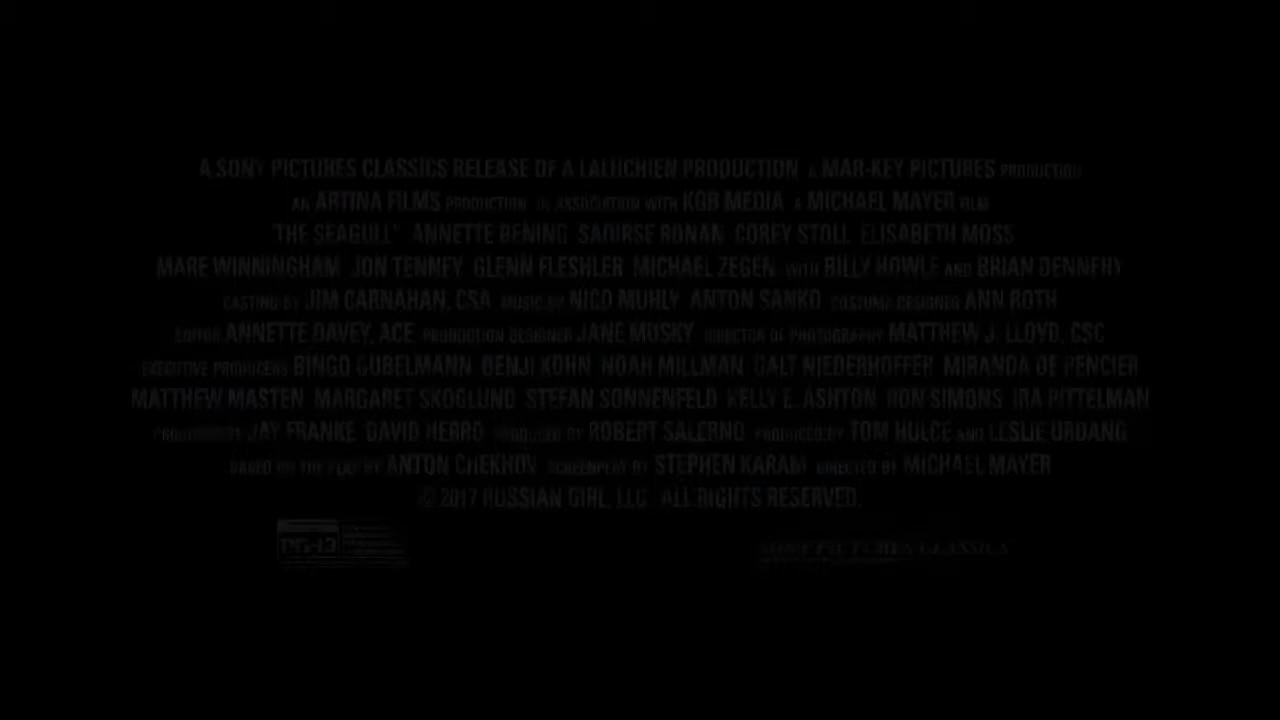 A SONY PICTURES CLASSICS RELEASE OF A LALUCHIEN PRODUCTION A MAR-KEY PICTURES PRODUCTION
AN ARTINA FILMS PRODUCTION IN ASSOCIATION WITH KGB MEDIA A MICHAEL MAYER FILM
"THE SEAGULL" ANNETTE BENING SAOIRSE RONAN COREY STOLL ELISABETH MOSS
MARE WINNINGHAM JON TENNEY GLENN FLESHLER MICHAEL ZEGEN WITH BILLY HOWLE AND BRIAN DENNEHY
CASTING BY JIM CARNAHAN, CSA MUSIC BY NICO MUHLY ANTON SANKO COSTUME DESIGNER ANN ROTH
EDITOR ANNETTE DAVEY, ACE PRODUCTION DESIGNER JANE MUSKY DIRECTOR OF PHOTOGRAPHY MATTHEW J. LLOYD, CSC
EXECUTIVE PRODUCERS BINGO GUBELMANN BENJI KOHN NOAH MILLMAN GALT NIEDERHOFFER MIRANDA DE PENCIER
MATTHEW MASTEN MARGARET SKOGLUND STEFAN SONNENFELD KELLY E. ASHTON RON SIMONS IRA PITTELMAN
PRODUCED BY JAY FRANKE DAVID HERRO PRODUCED BY ROBERT SALERNO PRODUCED BY TOM HULCE AND LESLIE URDANG
BASED ON THE PLAY BY ANTON CHEKHOV SCREENPLAY BY STEPHEN KARAM DIRECTED BY MICHAEL MAYER
© 2017 RUSSIAN GIRL, LLC ALL RIGHTS RESERVED.
PG-13
SONY PICTURES CLASSICS